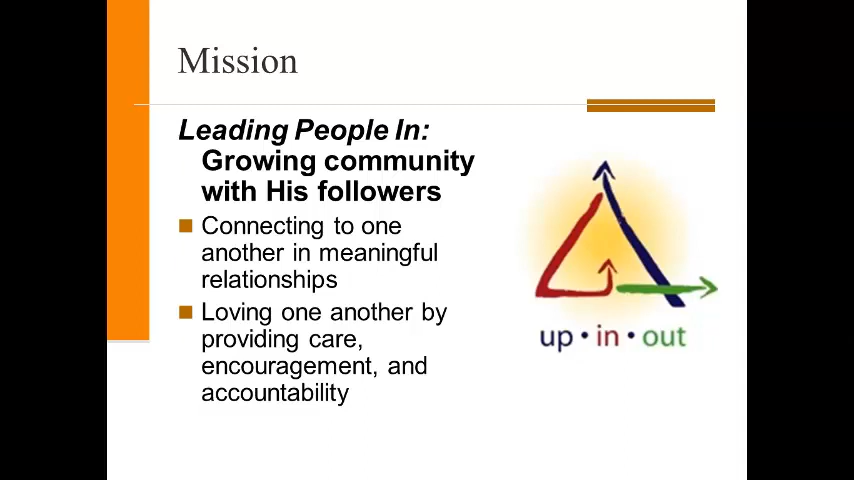 Mission
Leading People In:
Growing community
with His followers
Connecting to one
another in meaningful
relationships
Loving one another by
providing care,
encouragement, and
accountability
up • in • out